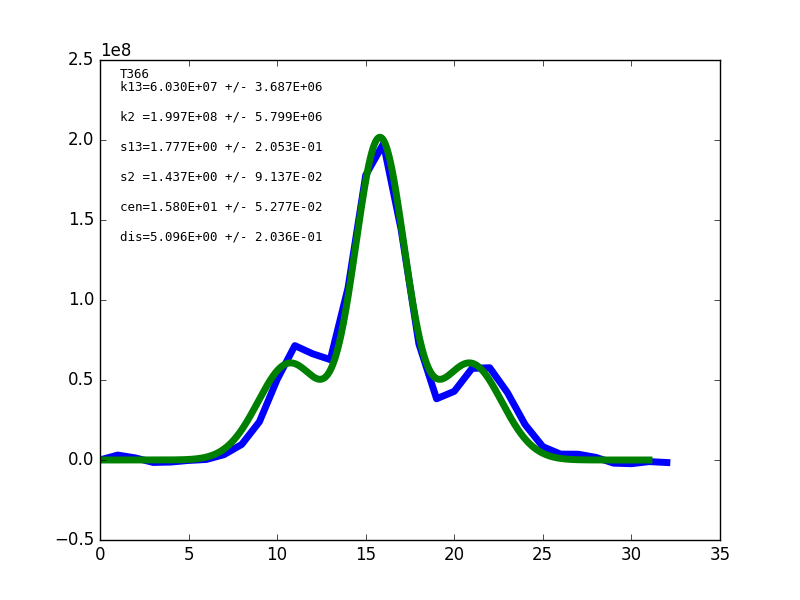 1e8
2.5
2.0
1.5
1.0
0.5
0.0
−0.5
0 5 10 15 20 25 30 35
T366
k13=6.030E+07 +/- 3.687E+06
k2 =1.997E+08 +/- 5.799E+06
s13=1.777E+00 +/- 2.053E-01
s2 =1.437E+00 +/- 9.137E-02
cen=1.580E+01 +/- 5.277E-02
dis=5.096E+00 +/- 2.036E-01